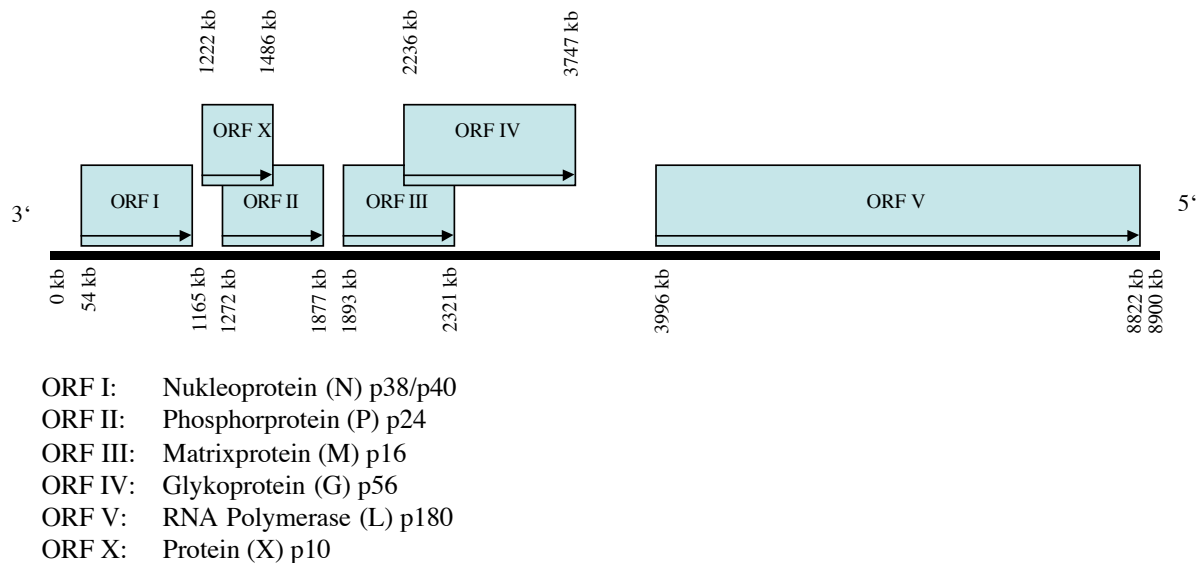 1222 kb
1486 kb
2236 kb
3747 kb
ORF X
ORF IV
ORF I
ORF II
ORF III
ORF V
3‘
5‘
0 kb
54 kb
1165 kb
1272 kb
1877 kb
1893 kb
2321 kb
3996 kb
8822 kb
8900 kb
ORF I: Nukleoprotein (N) p38/p40
ORF II: Phosphorprotein (P) p24
ORF III: Matrixprotein (M) p16
ORF IV: Glykoprotein (G) p56
ORF V: RNA Polymerase (L) p180
ORF X: Protein (X) p10